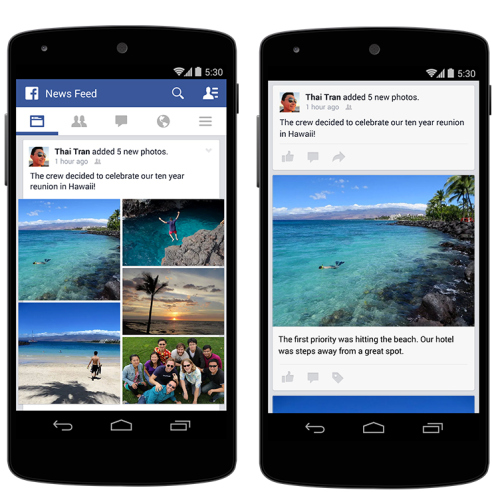 5:30
f News Feed
Thai Tran added 5 new photos.
1 hour ago
The crew decided to celebrate our ten year
reunion in Hawaii!
5:30
Thai Tran added 5 new photos.
1 hour ago
The crew decided to celebrate our ten year reunion
in Hawaii!
The first priority was hitting the beach. Our hotel
was steps away from a great spot.